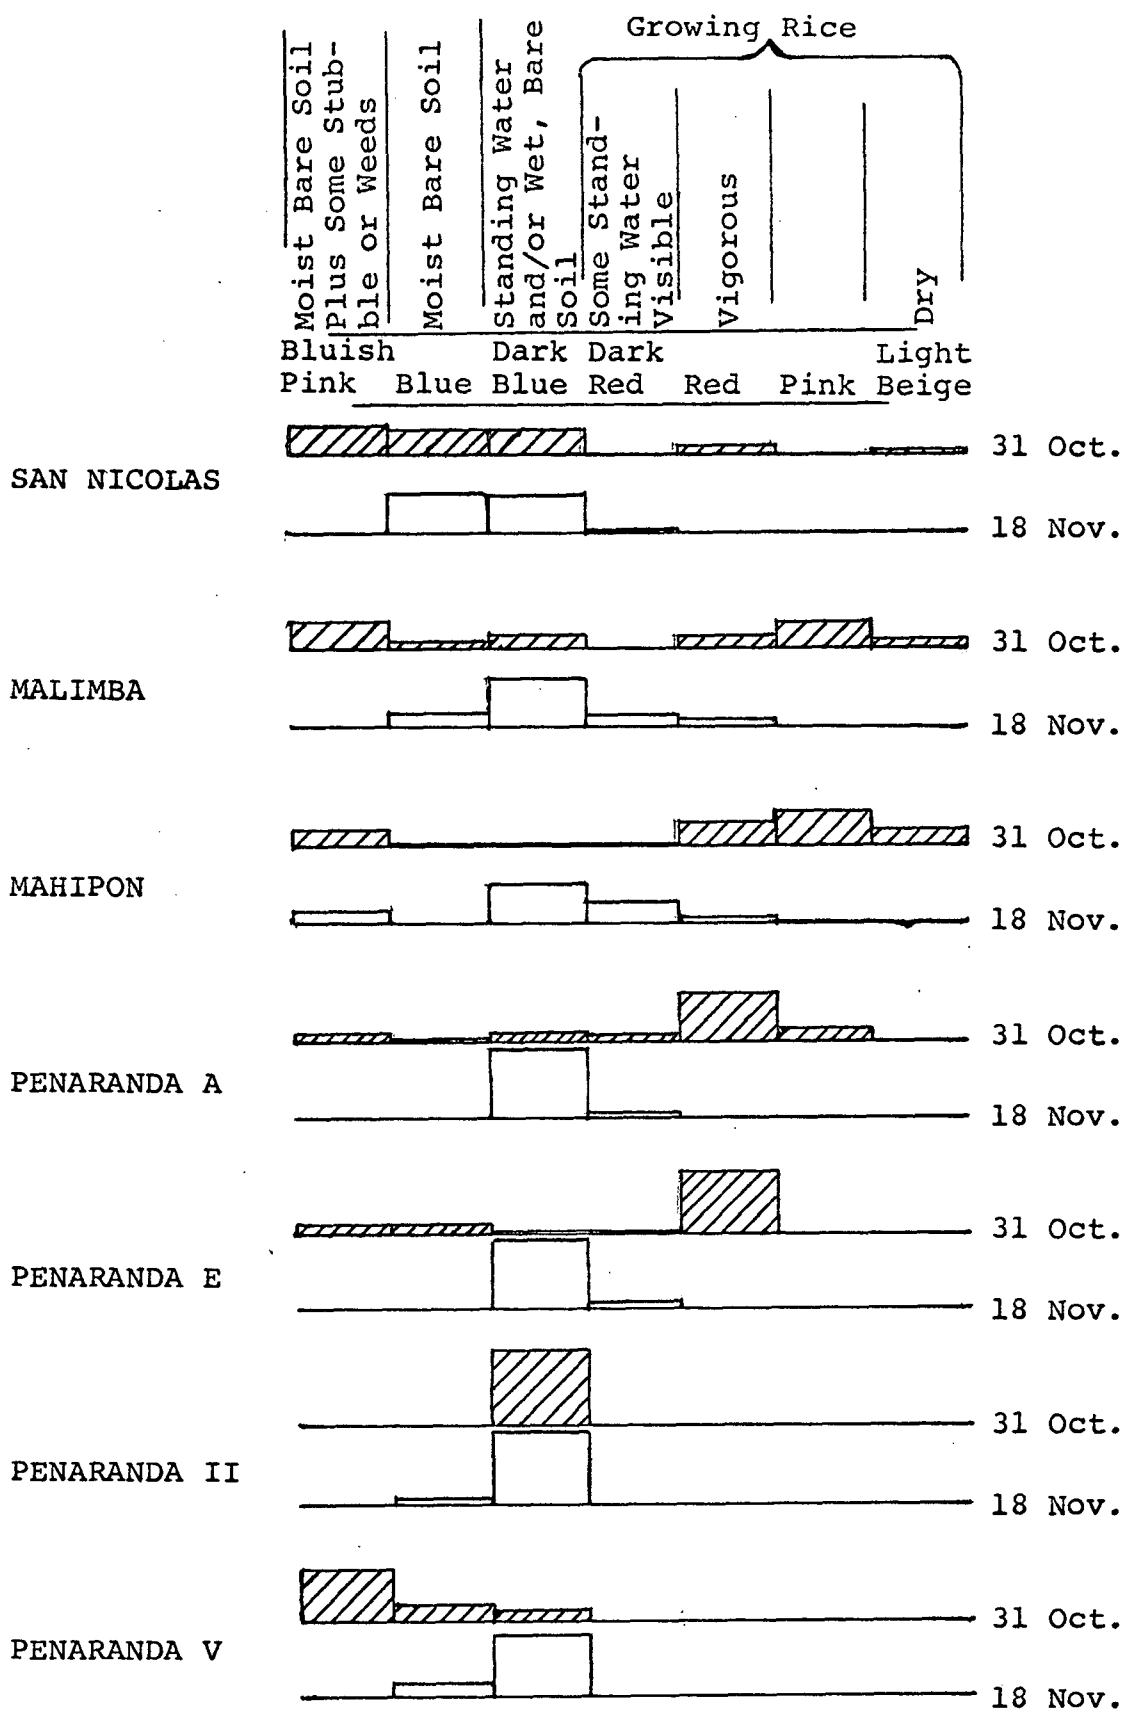 Growing Rice
Moist Bare Soil
Plus Some Stub-
ble or Weeds
Moist Bare Soil
Standing Water
and/or Wet, Bare
Soil
Some Stand-
ing Water
Visible
Vigorous
Dry
Bluish
Pink
Blue
Dark
Blue
Dark
Red
Red
Pink
Light
Beige
31 Oct.
SAN NICOLAS
18 Nov.
31 Oct.
MALIMBA
18 Nov.
31 Oct.
MAHIPON
18 Nov.
31 Oct.
PENARANDA A
18 Nov.
31 Oct.
PENARANDA E
18 Nov.
31 Oct.
PENARANDA II
18 Nov.
31 Oct.
PENARANDA V
18 Nov.